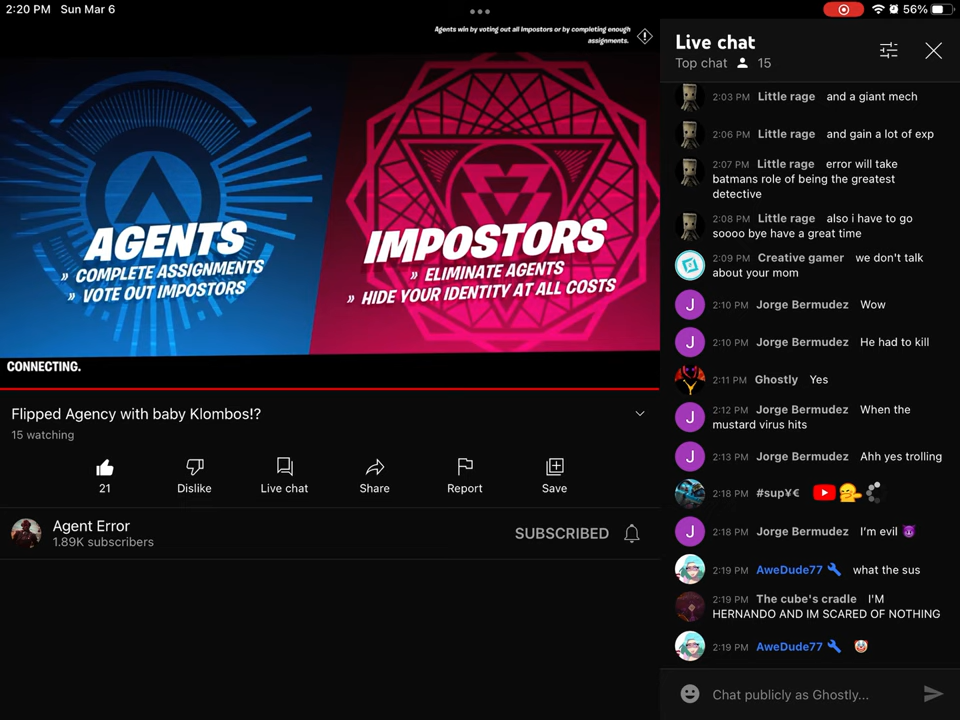 2:20 PM Sun Mar 6
56%
Agents win by voting out all Impostors or by completing enough
assignments.
AGENTS
» COMPLETE ASSIGNMENTS
» VOTE OUT IMPOSTORS
IMPOSTORS
» ELIMINATE AGENTS
» HIDE YOUR IDENTITY AT ALL COSTS
CONNECTING.
Flipped Agency with baby Klombos!?
15 watching
21
Dislike
Live chat
Share
Report
Save
Agent Error
1.89K subscribers
SUBSCRIBED
Live chat
Top chat 15
2:03 PM Little rage and a giant mech
2:06 PM Little rage and gain a lot of exp
2:07 PM Little rage error will take
batmans role of being the greatest
detective
2:08 PM Little rage also i have to go
soooo bye have a great time
2:09 PM Creative gamer we don't talk
about your mom
J
2:10 PM Jorge Bermudez Wow
J
2:10 PM Jorge Bermudez He had to kill
2:11 PM Ghostly Yes
J
2:12 PM Jorge Bermudez When the
mustard virus hits
J
2:13 PM Jorge Bermudez Ahh yes trolling
2:18 PM #sup¥€ ▶️🙋
J
2:18 PM Jorge Bermudez I'm evil 😈
2:19 PM AweDude77 🔧 what the sus
2:19 PM The cube's cradle I'M
HERNANDO AND IM SCARED OF NOTHING
2:19 PM AweDude77 🔧 🤡
Chat publicly as Ghostly...